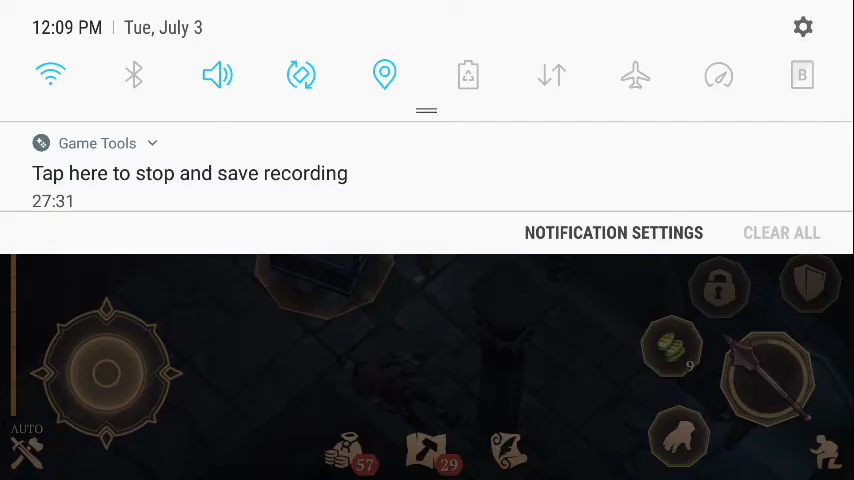 12:09 PM | Tue, July 3
B
Game Tools
Tap here to stop and save recording
27:31
NOTIFICATION SETTINGS
CLEAR ALL
9
AUTO
57
29